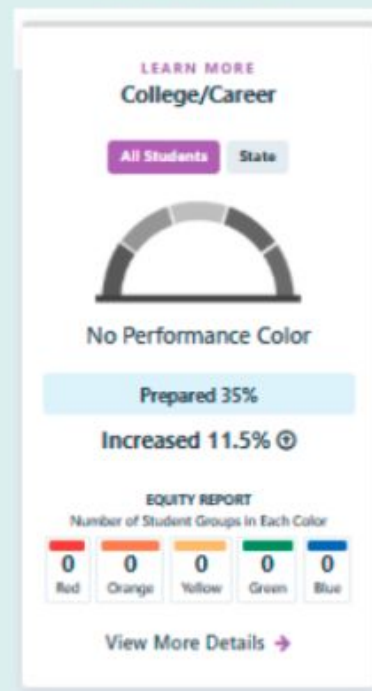 LEARN MORE
College/Career
All Students State
No Performance Color
Prepared 35%
Increased 11.5%
EQUITY REPORT
Number of Student Groups in Each Color
0 0 0 0 0
Red Orange Yellow Green Blue
View More Details →